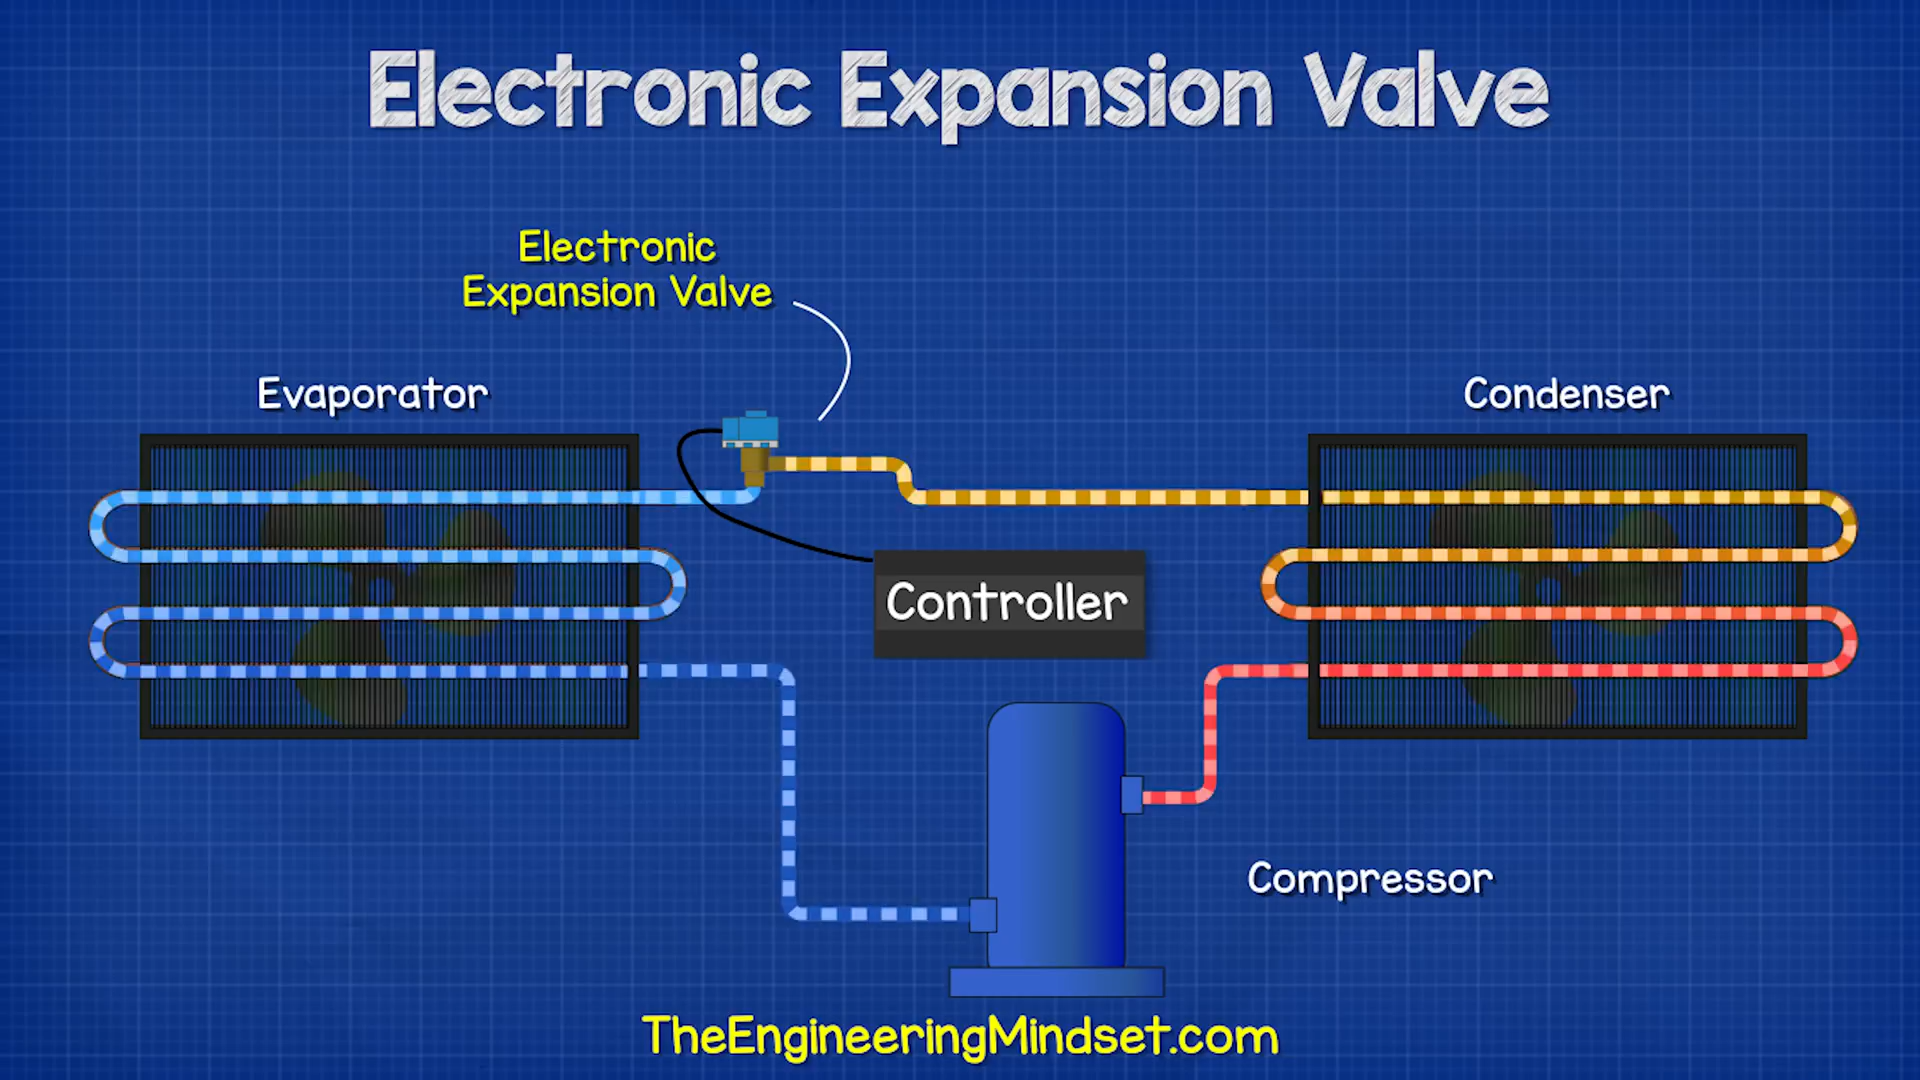 Electronic Expansion Valve
Electronic
Expansion Valve
Evaporator
Condenser
Controller
Compressor
TheEngineeringMindset.com